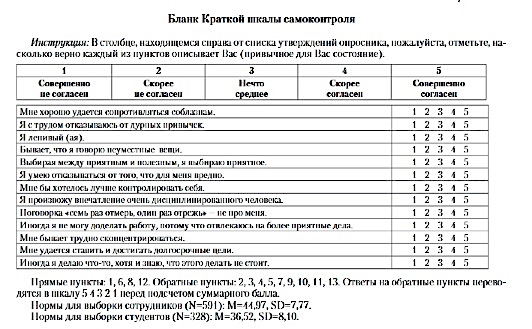 Бланк Краткой шкалы самоконтроля
Инструкция: В столбце, находящемся справа от списка утверждений опросника, пожалуйста, отметьте, на-
сколько верно каждый из пунктов описывает Вас (привычное для Вас состояние).
1 2 3 4 5
Совершенно не согласен Скорее не согласен Нечто среднее Скорее согласен Совершенно согласен
Мне хорошо удается сопротивляться соблазнам. 1 2 3 4 5
Я с трудом отказываюсь от дурных привычек. 1 2 3 4 5
Я ленивый (ая). 1 2 3 4 5
Бывает, что я говорю неуместные вещи. 1 2 3 4 5
Выбирая между приятным и полезным, я выбираю приятное. 1 2 3 4 5
Я умею отказываться от того, что для меня вредно. 1 2 3 4 5
Мне бы хотелось лучше контролировать себя. 1 2 3 4 5
Я произвожу впечатление очень дисциплинированного человека. 1 2 3 4 5
Поговорка «семь раз отмерь, один раз отрежь» – не про меня. 1 2 3 4 5
Иногда я не могу доделать работу, потому что отвлекаюсь на более приятные дела. 1 2 3 4 5
Мне бывает трудно сконцентрироваться. 1 2 3 4 5
Мне удается ставить и достигать долгосрочные цели. 1 2 3 4 5
Иногда я делаю что-то, хотя и знаю, что этого делать не стоит. 1 2 3 4 5
Прямые пункты: 1, 6, 8, 12. Обратные пункты: 2, 3, 4, 5, 7, 9, 10, 11, 13. Ответы на обратные пункты перево-
дятся в шкалу 5 4 3 2 1 перед подсчетом суммарного балла.
Нормы для выборки сотрудников (N=591): M=44,97, SD=7,77.
Нормы для выборки студентов (N=328): M=36,52, SD=8,10.